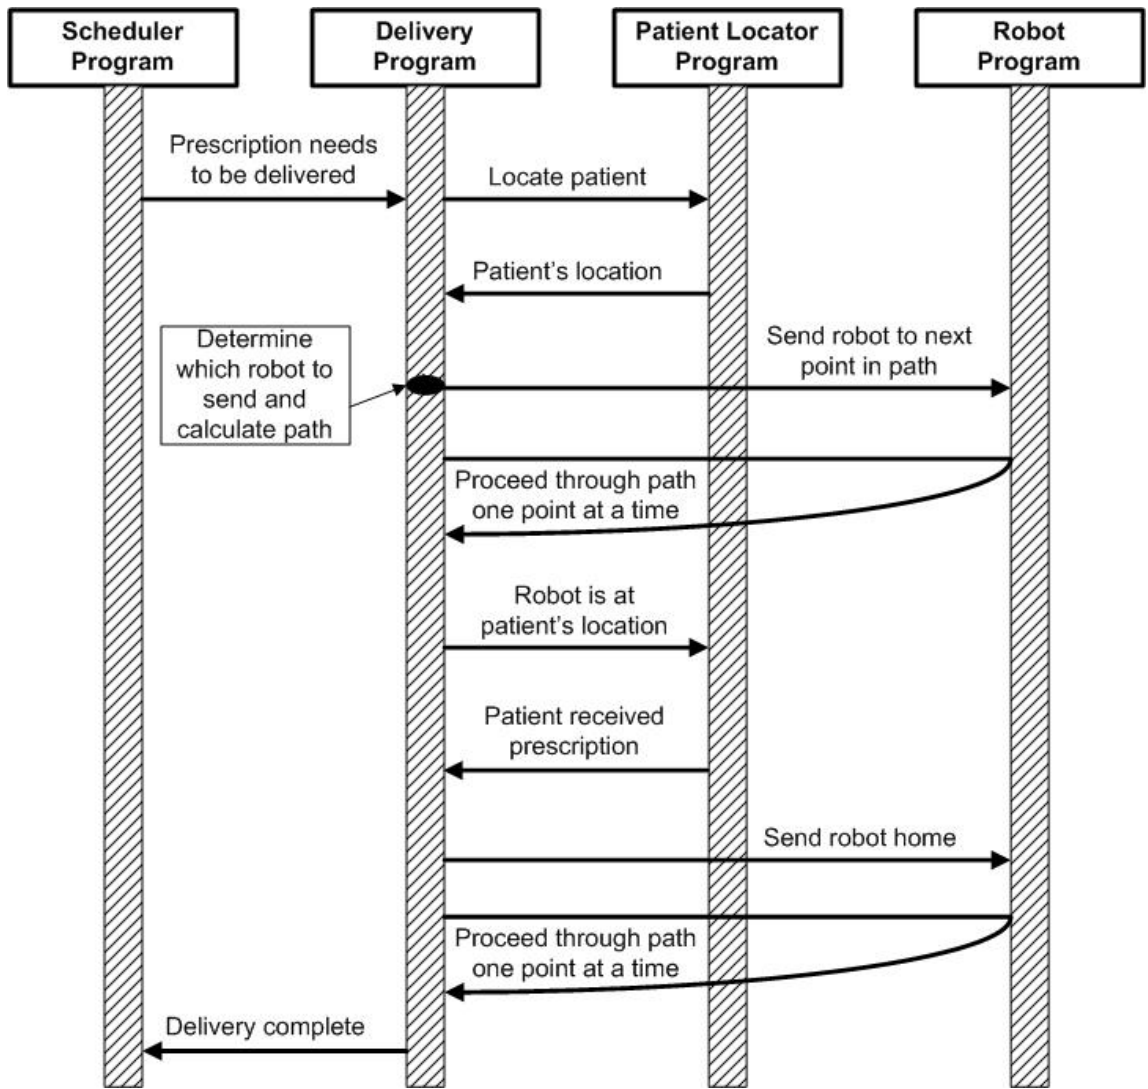 Scheduler
Program
Delivery
Program
Patient Locator
Program
Robot
Program
Prescription needs
to be delivered
Locate patient
Patient's location
Determine
which robot to
send and
calculate path
Send robot to next
point in path
Proceed through path
one point at a time
Robot is at
patient's location
Patient received
prescription
Send robot home
Proceed through path
one point at a time
Delivery complete